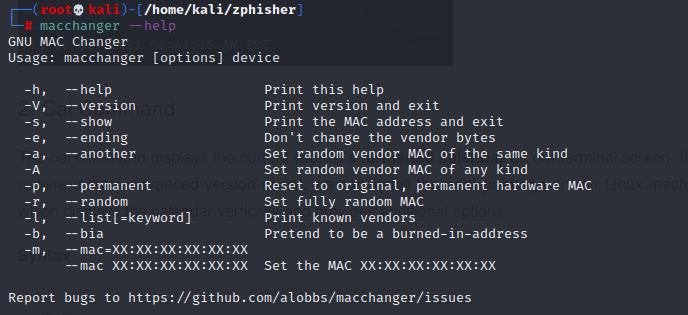 ┌──(root💀kali)-[/home/kali/zphisher]
└─# macchanger --help
GNU MAC Changer
Usage: macchanger [options] device

  -h,  --help                   Print this help
  -V,  --version                Print version and exit
  -s,  --show                   Print the MAC address and exit
  -e,  --ending                 Don't change the vendor bytes
  -a,  --another                Set random vendor MAC of the same kind
  -A                            Set random vendor MAC of any kind
  -p,  --permanent              Reset to original, permanent hardware MAC
  -r,  --random                 Set fully random MAC
  -l,  --list[=keyword]         Print known vendors
  -b,  --bia                    Pretend to be a burned-in-address
  -m,  --mac=XX:XX:XX:XX:XX:XX
       --mac XX:XX:XX:XX:XX:XX  Set the MAC XX:XX:XX:XX:XX:XX

Report bugs to https://github.com/alobbs/macchanger/issues